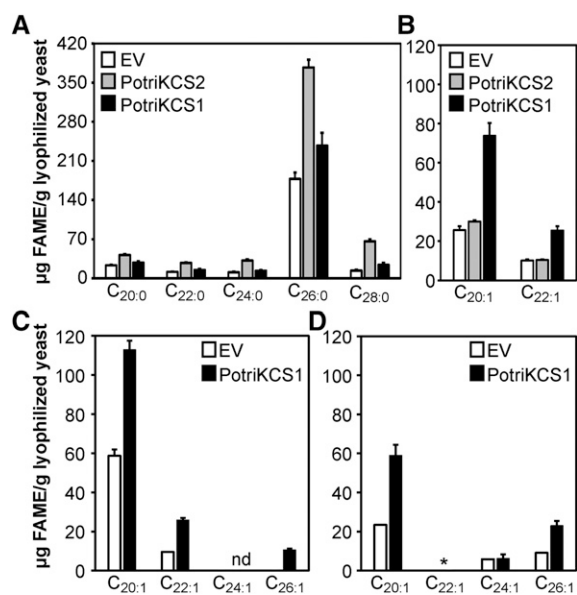 A
420
350
280
210
140
70
0
µg FAME/g lyophilized yeast
EV
PotriKCS2
PotriKCS1
C20:0 C22:0 C24:0 C26:0 C28:0
B
120
100
80
60
40
20
0
EV
PotriKCS2
PotriKCS1
C20:1 C22:1
C
120
100
80
60
40
20
0
µg FAME/g lyophilized yeast
EV
PotriKCS1
nd
C20:1 C22:1 C24:1 C26:1
D
120
100
80
60
40
20
0
EV
PotriKCS1
*
C20:1 C22:1 C24:1 C26:1